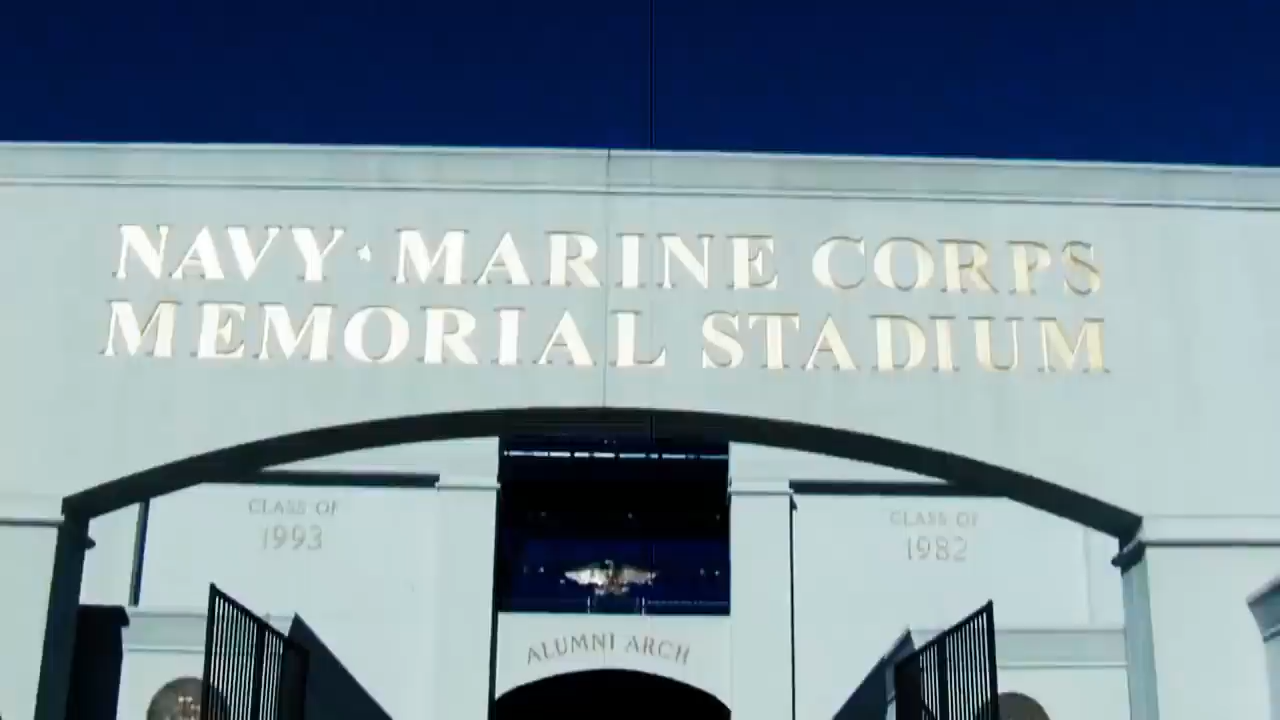 NAVY · MARINE CORPS
MEMORIAL STADIUM
CLASS OF
1993
CLASS OF
1982
ALUMNI ARCH